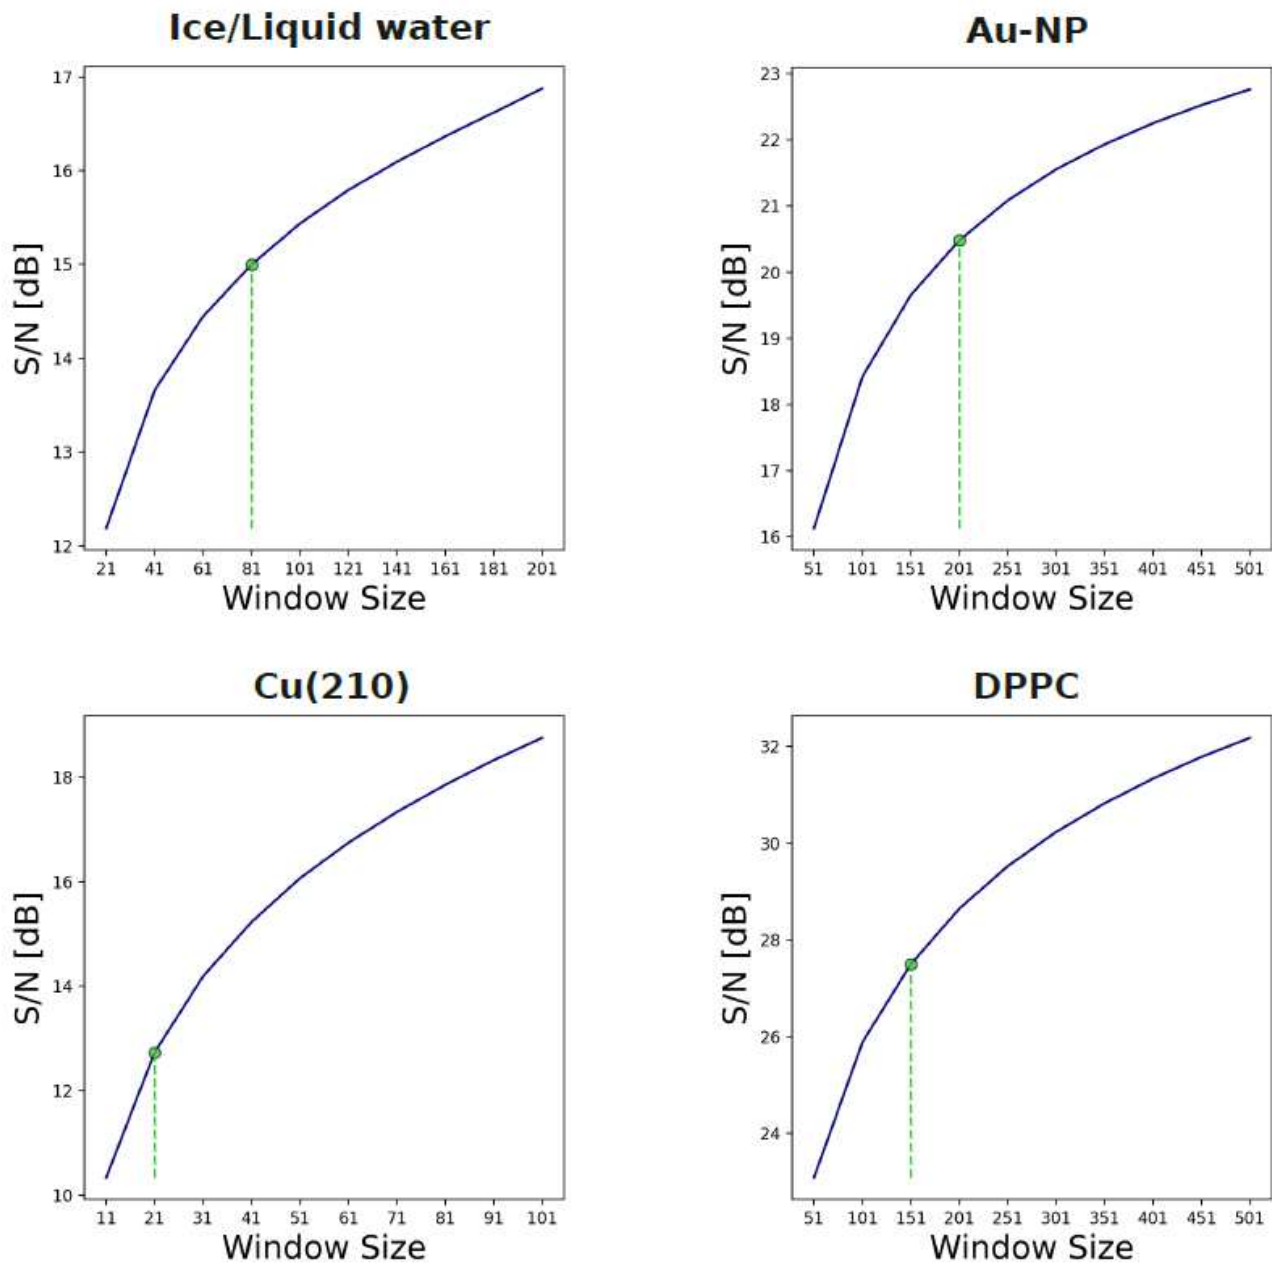 Ice/Liquid water
17
16
15
14
13
12
S/N [dB]
21 41 61 81 101 121 141 161 181 201
Window Size
Au-NP
23
22
21
20
19
18
17
16
S/N [dB]
51 101 151 201 251 301 351 401 451 501
Window Size
Cu(210)
18
16
14
12
10
S/N [dB]
11 21 31 41 51 61 71 81 91 101
Window Size
DPPC
32
30
28
26
24
S/N [dB]
51 101 151 201 251 301 351 401 451 501
Window Size